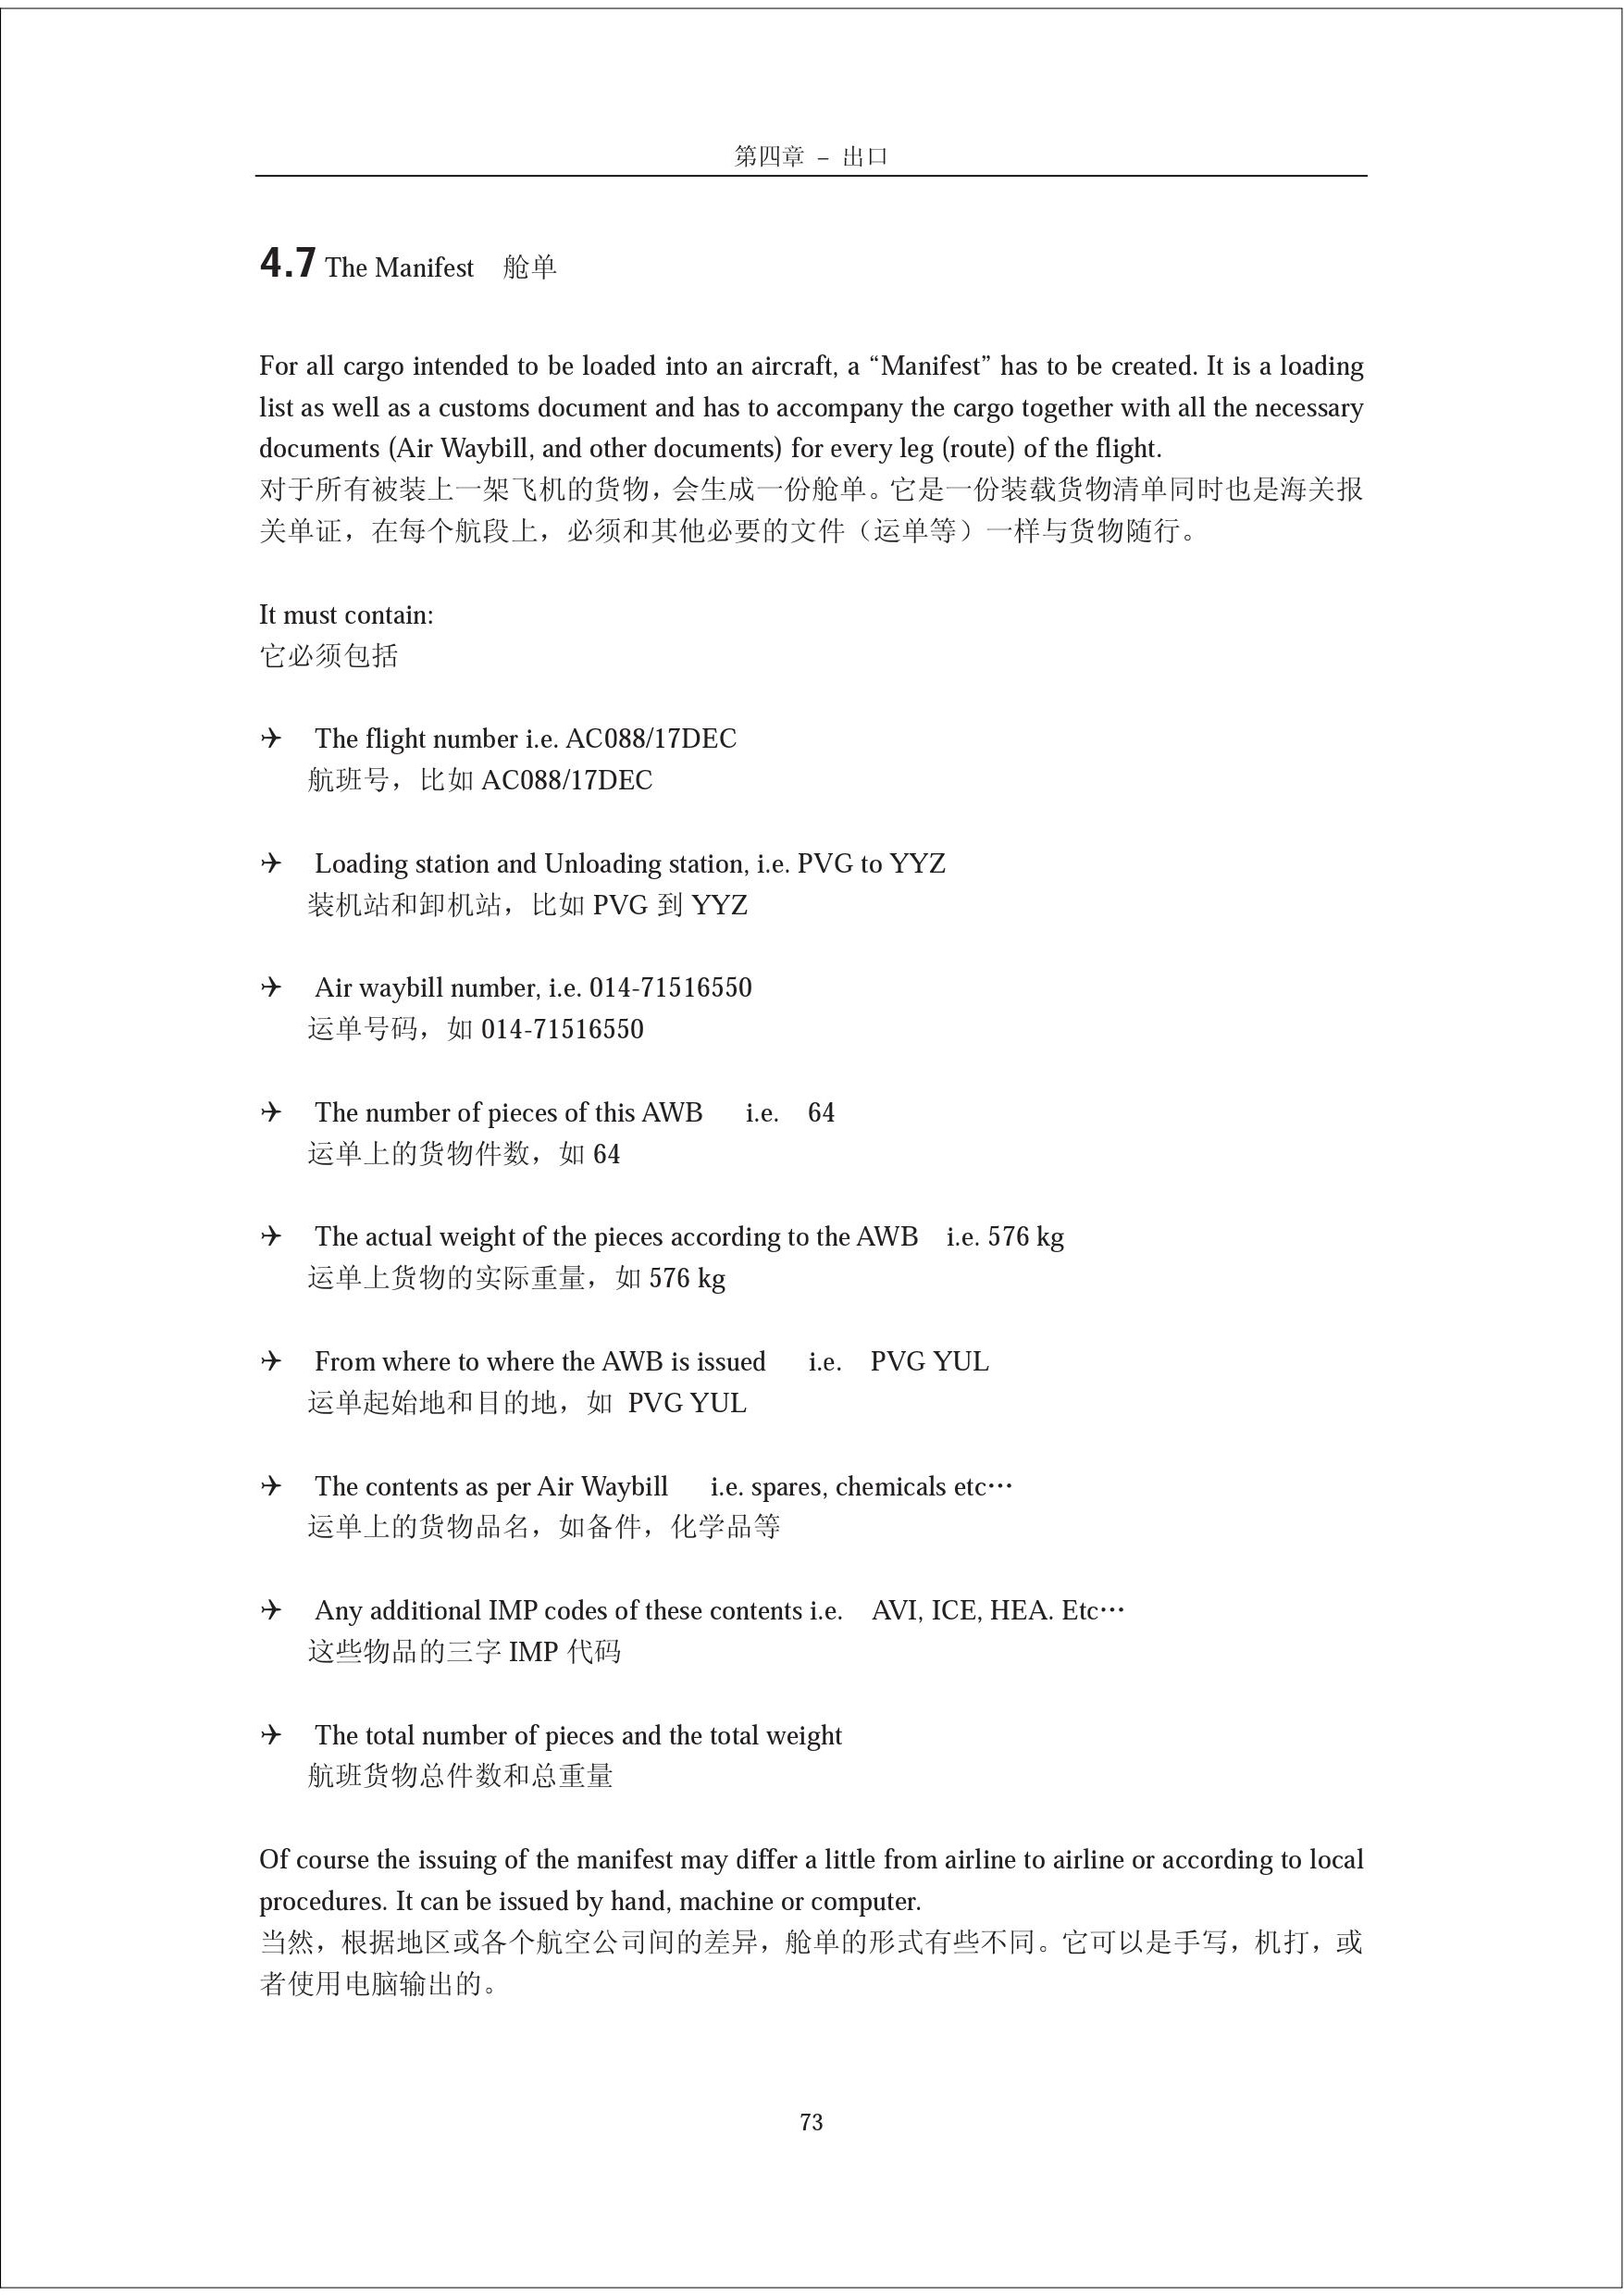 第四章 – 出口
4.7 The Manifest 舱单
For all cargo intended to be loaded into an aircraft, a “Manifest” has to be created. It is a loading
list as well as a customs document and has to accompany the cargo together with all the necessary
documents (Air Waybill, and other documents) for every leg (route) of the flight.
对于所有被装上一架飞机的货物，会生成一份舱单。它是一份装载货物清单同时也是海关报
关单证，在每个航段上，必须和其他必要的文件（运单等）一样与货物随行。
It must contain:
它必须包括
✈ The flight number i.e. AC088/17DEC
航班号，比如 AC088/17DEC
✈ Loading station and Unloading station, i.e. PVG to YYZ
装机站和卸机站，比如 PVG 到 YYZ
✈ Air waybill number, i.e. 014-71516550
运单号码，如 014-71516550
✈ The number of pieces of this AWB i.e. 64
运单上的货物件数，如 64
✈ The actual weight of the pieces according to the AWB i.e. 576 kg
运单上货物的实际重量，如 576 kg
✈ From where to where the AWB is issued i.e. PVG YUL
运单起始地和目的地，如 PVG YUL
✈ The contents as per Air Waybill i.e. spares, chemicals etc…
运单上的货物品名，如备件，化学品等
✈ Any additional IMP codes of these contents i.e. AVI, ICE, HEA. Etc…
这些物品的三字 IMP 代码
✈ The total number of pieces and the total weight
航班货物总件数和总重量
Of course the issuing of the manifest may differ a little from airline to airline or according to local
procedures. It can be issued by hand, machine or computer.
当然，根据地区或各个航空公司间的差异，舱单的形式有些不同。它可以是手写，机打，或
者使用电脑输出的。
73